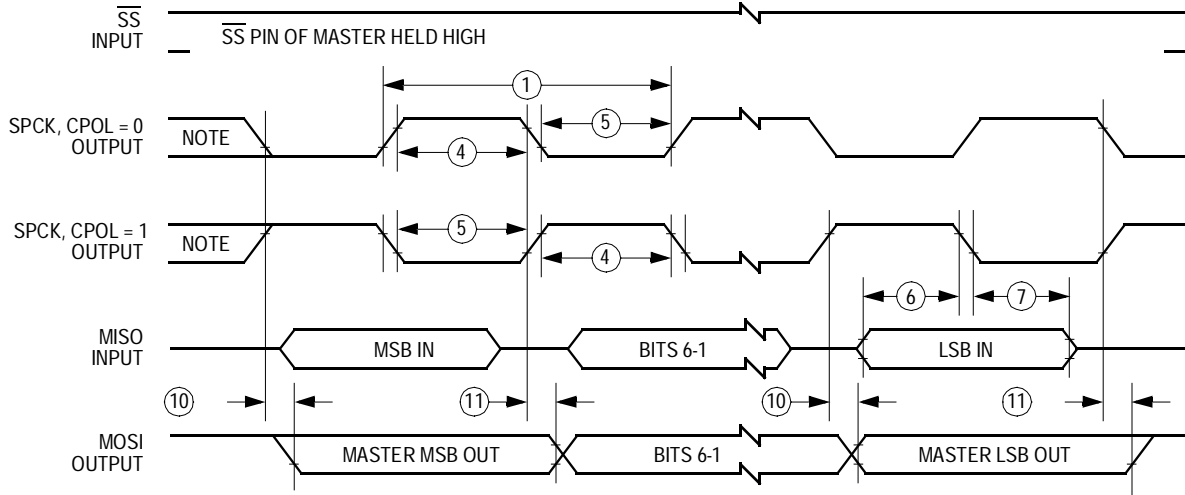 SS
INPUT
SS PIN OF MASTER HELD HIGH
1
SPCK, CPOL = 0
OUTPUT
NOTE
4
5
SPCK, CPOL = 1
OUTPUT
NOTE
5
4
6
7
MISO
INPUT
MSB IN
BITS 6-1
LSB IN
10
11
10
11
MOSI
OUTPUT
MASTER MSB OUT
BITS 6-1
MASTER LSB OUT